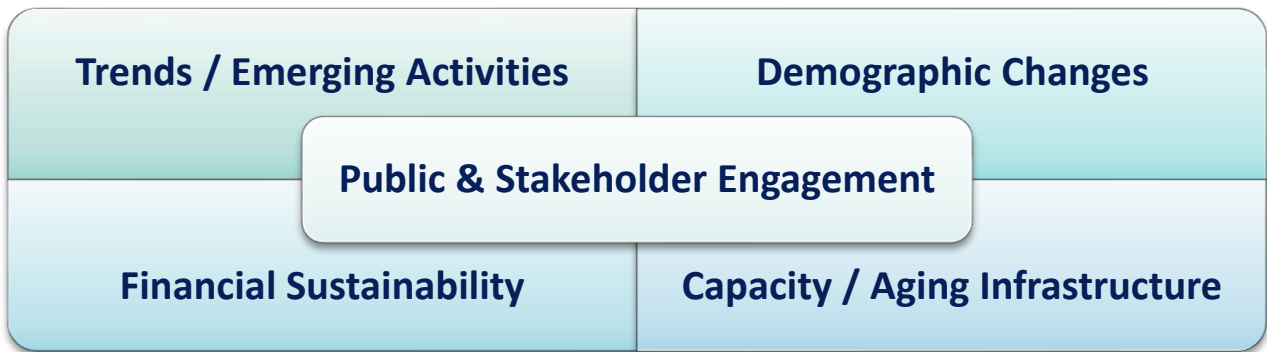 Trends / Emerging Activities
Demographic Changes
Public & Stakeholder Engagement
Financial Sustainability
Capacity / Aging Infrastructure